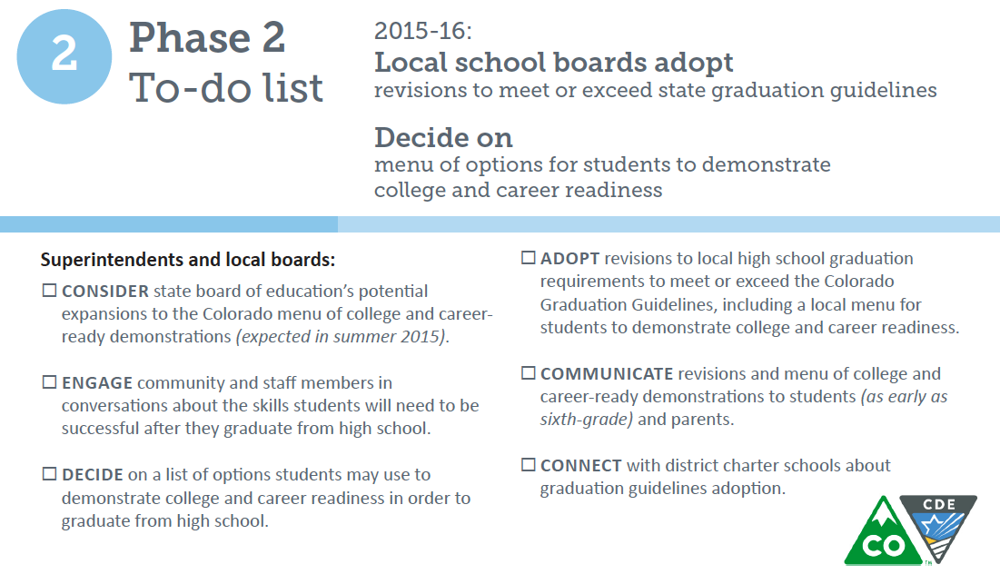 2
Phase 2
To-do list
2015-16:
Local school boards adopt
revisions to meet or exceed state graduation guidelines
Decide on
menu of options for students to demonstrate
college and career readiness
Superintendents and local boards:
☐ CONSIDER state board of education’s potential
expansions to the Colorado menu of college and career-
ready demonstrations (expected in summer 2015).
☐ ENGAGE community and staff members in
conversations about the skills students will need to be
successful after they graduate from high school.
☐ DECIDE on a list of options students may use to
demonstrate college and career readiness in order to
graduate from high school.
☐ ADOPT revisions to local high school graduation
requirements to meet or exceed the Colorado
Graduation Guidelines, including a local menu for
students to demonstrate college and career readiness.
☐ COMMUNICATE revisions and menu of college and
career-ready demonstrations to students (as early as
sixth-grade) and parents.
☐ CONNECT with district charter schools about
graduation guidelines adoption.
CDE
CO
TM